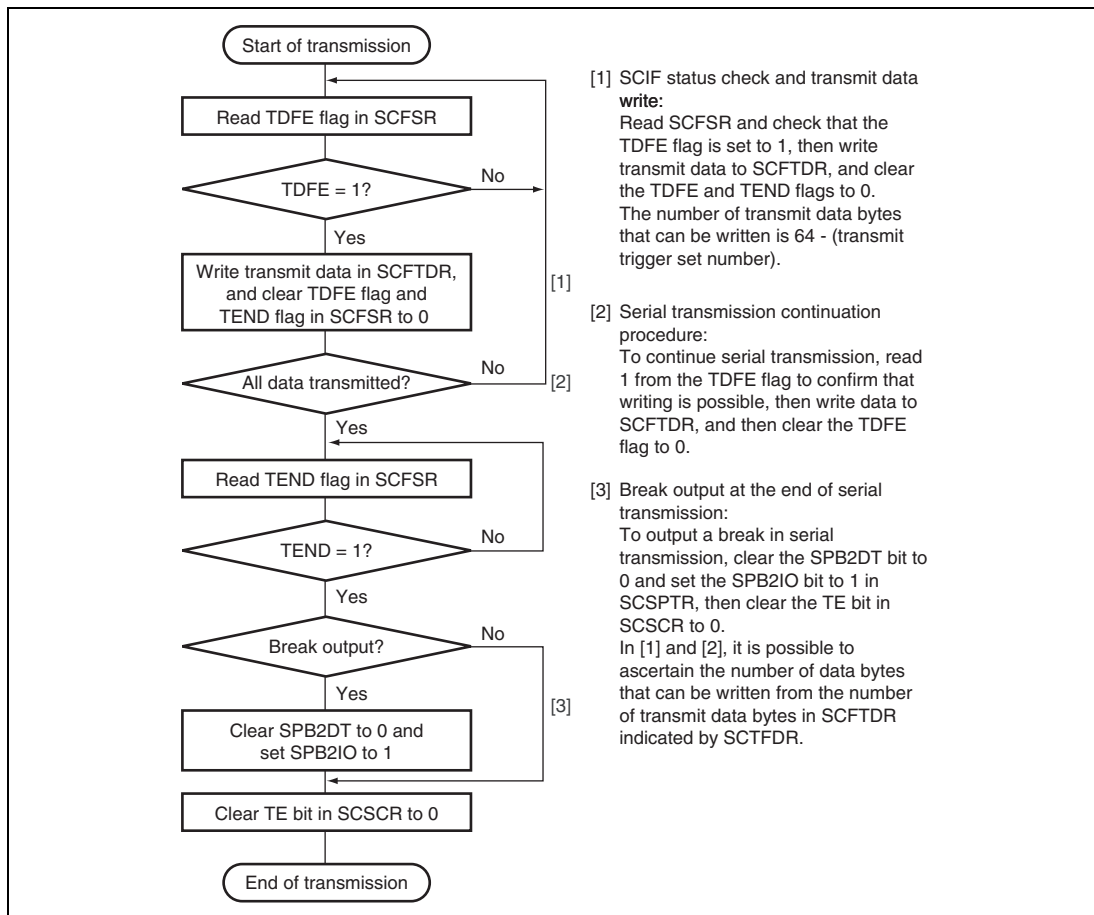 Start of transmission
Read TDFE flag in SCFSR
TDFE = 1?
No
Yes
Write transmit data in SCFTDR,
and clear TDFE flag and
TEND flag in SCFSR to 0
[1]
All data transmitted?
No
[2]
Yes
Read TEND flag in SCFSR
TEND = 1?
No
Yes
Break output?
No
Yes
[3]
Clear SPB2DT to 0 and
set SPB2IO to 1
Clear TE bit in SCSCR to 0
End of transmission
[1] SCIF status check and transmit data
write:
Read SCFSR and check that the
TDFE flag is set to 1, then write
transmit data to SCFTDR, and clear
the TDFE and TEND flags to 0.
The number of transmit data bytes
that can be written is 64 - (transmit
trigger set number).
[2] Serial transmission continuation
procedure:
To continue serial transmission, read
1 from the TDFE flag to confirm that
writing is possible, then write data to
SCFTDR, and then clear the TDFE
flag to 0.
[3] Break output at the end of serial
transmission:
To output a break in serial
transmission, clear the SPB2DT bit to
0 and set the SPB2IO bit to 1 in
SCSPTR, then clear the TE bit in
SCSCR to 0.
In [1] and [2], it is possible to
ascertain the number of data bytes
that can be written from the number
of transmit data bytes in SCFTDR
indicated by SCTFDR.